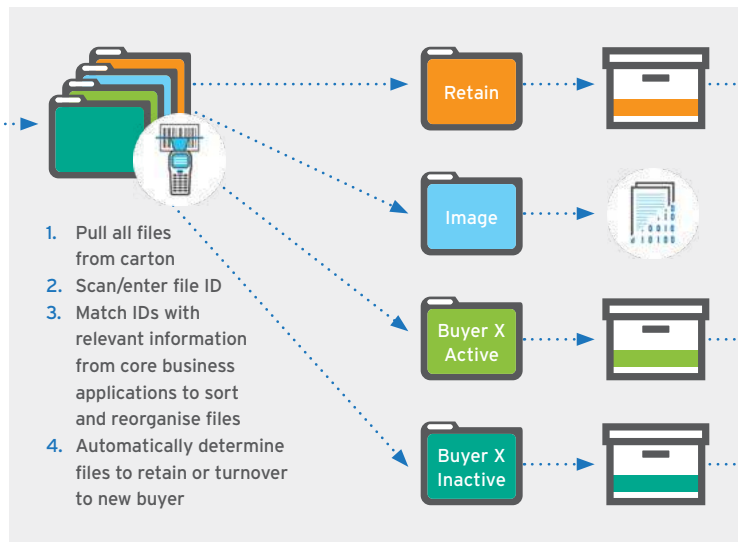 Retain
Image
1. Pull all files
from carton
2. Scan/enter file ID
3. Match IDs with
relevant information
from core business
applications to sort
and reorganise files
4. Automatically determine
files to retain or turnover
to new buyer
Buyer X
Active
Buyer X
Inactive